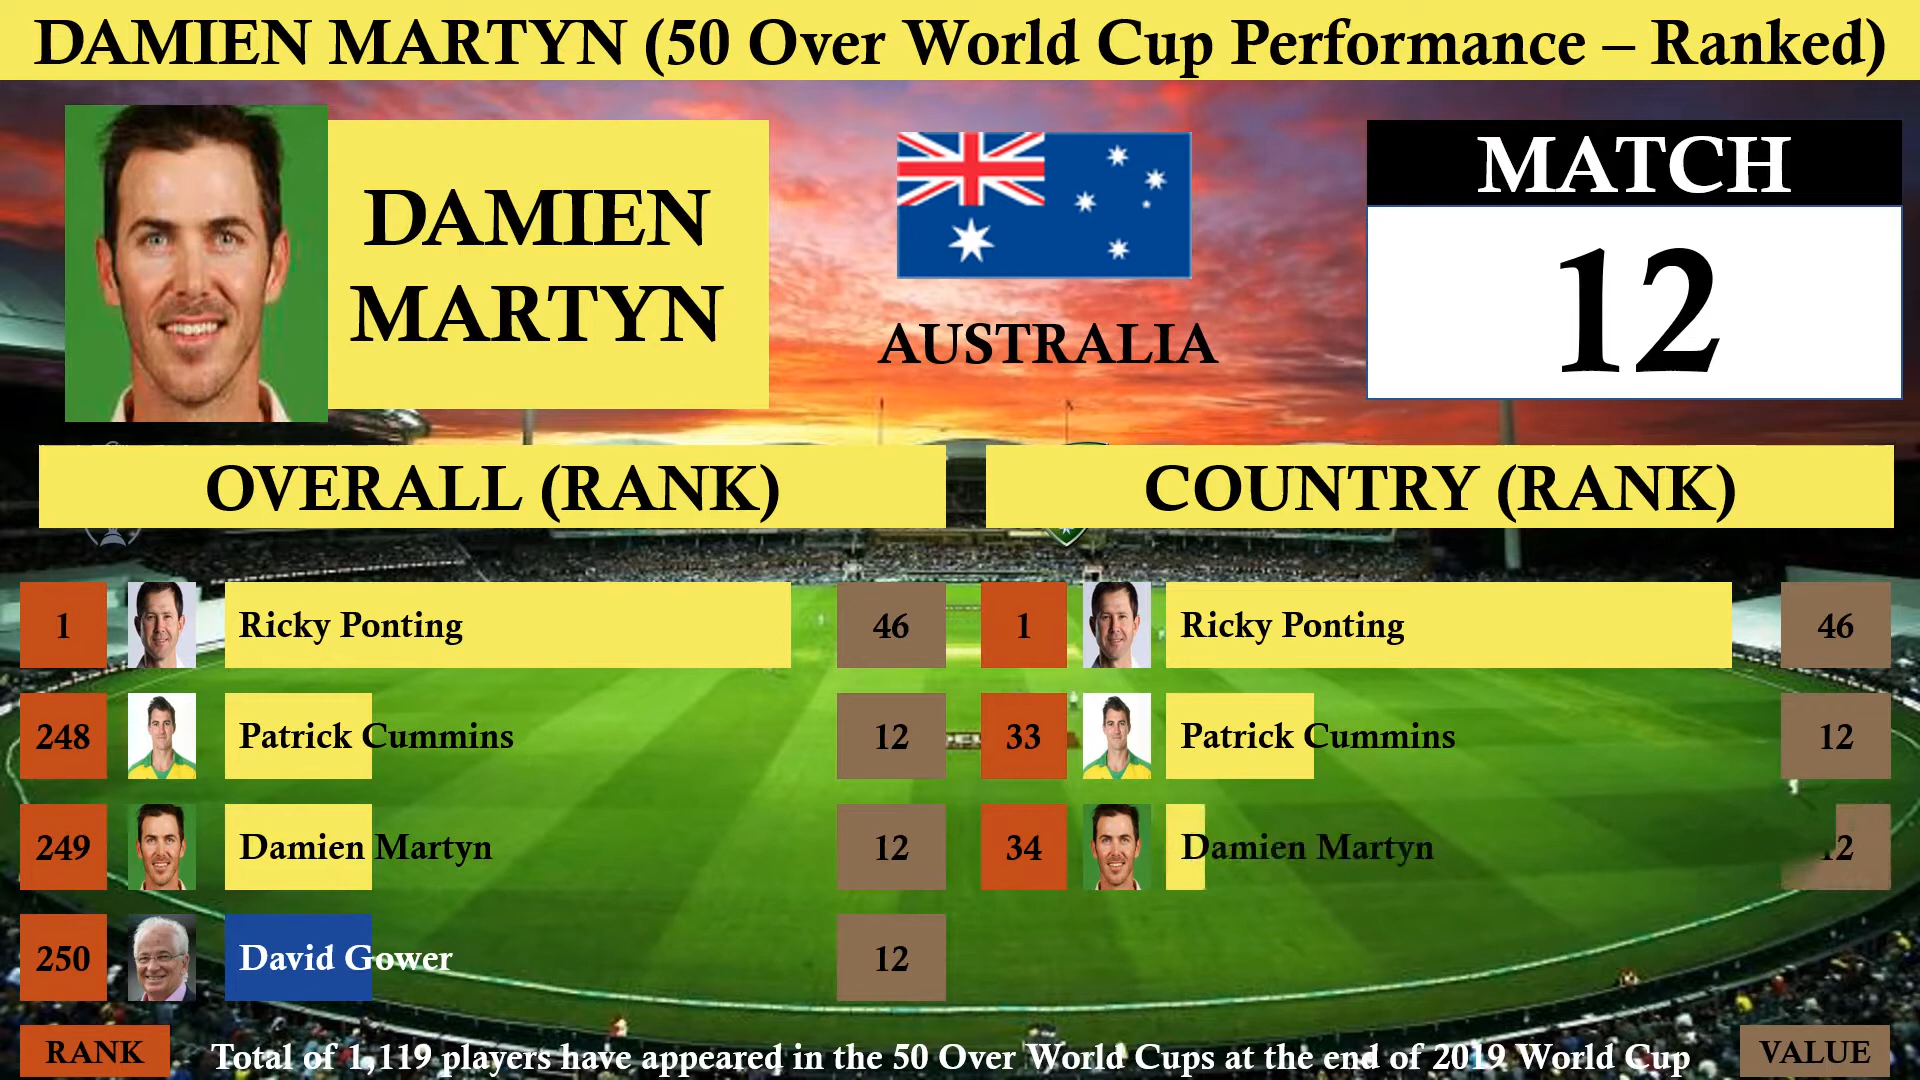 DAMIEN MARTYN (50 Over World Cup Performance – Ranked)
DAMIEN
MARTYN
AUSTRALIA
MATCH
12
OVERALL (RANK)
COUNTRY (RANK)
1 Ricky Ponting 46
1 Ricky Ponting 46
248 Patrick Cummins 12
33 Patrick Cummins 12
249 Damien Martyn 12
34 Damien Martyn 12
250 David Gower 12
RANK
Total of 1,119 players have appeared in the 50 Over World Cups at the end of 2019 World Cup
VALUE